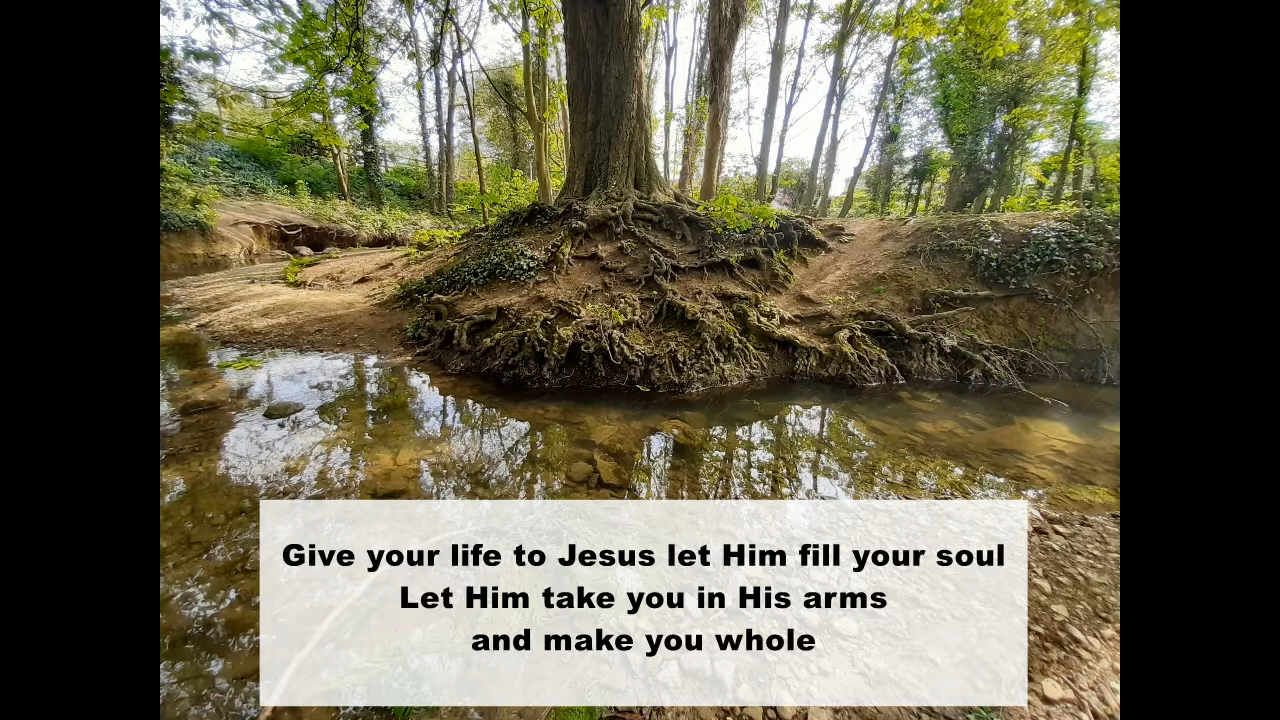 Give your life to Jesus let Him fill your soul
Let Him take you in His arms
and make you whole